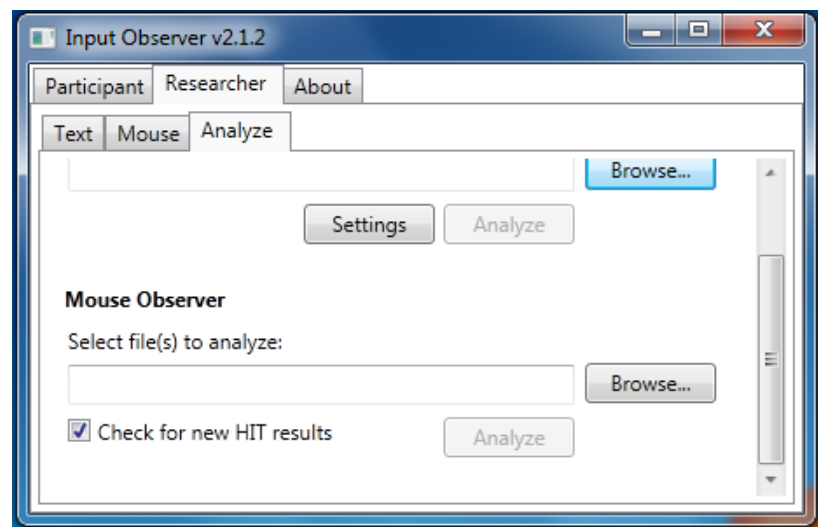 Input Observer v2.1.2
Participant Researcher About
Text Mouse Analyze
Browse...
Settings Analyze
Mouse Observer
Select file(s) to analyze:
Browse...
Check for new HIT results Analyze